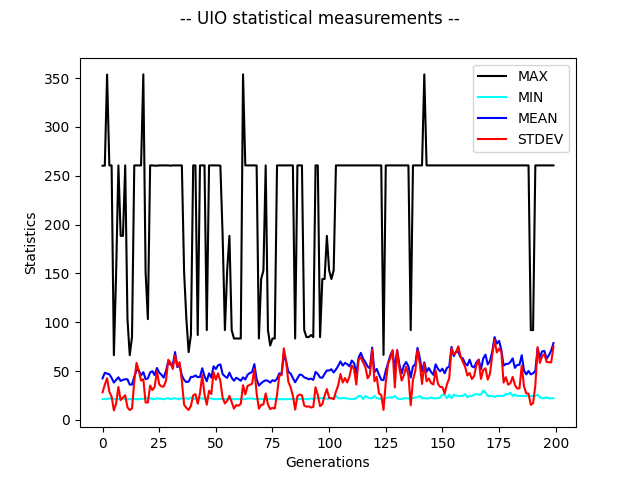 -- UIO statistical measurements --
MAX
MIN
MEAN
STDEV
350
300
250
200
150
100
50
0
Statistics
0 25 50 75 100 125 150 175 200
Generations